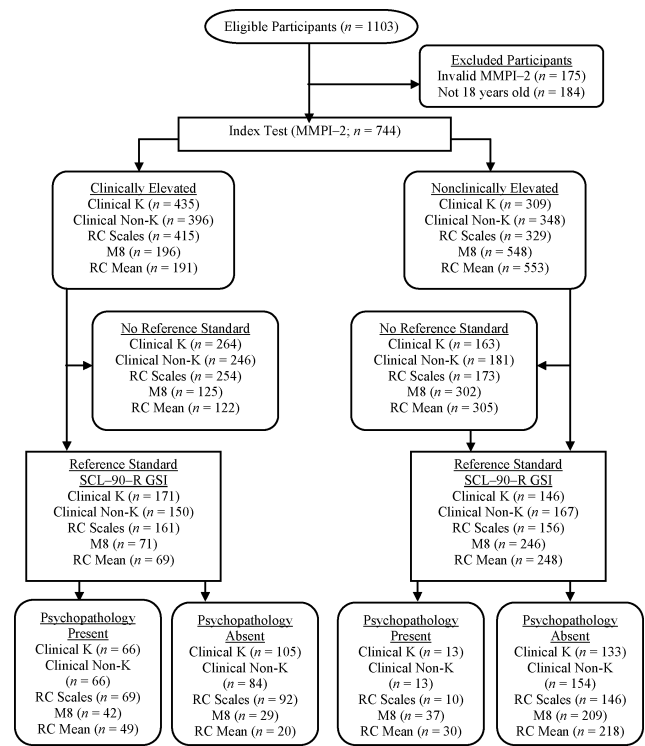 Eligible Participants (n = 1103)
Excluded Participants
Invalid MMPI–2 (n = 175)
Not 18 years old (n = 184)
Index Test (MMPI–2; n = 744)
Clinically Elevated
Clinical K (n = 435)
Clinical Non-K (n = 396)
RC Scales (n = 415)
M8 (n = 196)
RC Mean (n = 191)
Nonclinically Elevated
Clinical K (n = 309)
Clinical Non-K (n = 348)
RC Scales (n = 329)
M8 (n = 548)
RC Mean (n = 553)
No Reference Standard
Clinical K (n = 264)
Clinical Non-K (n = 246)
RC Scales (n = 254)
M8 (n = 125)
RC Mean (n = 122)
No Reference Standard
Clinical K (n = 163)
Clinical Non-K (n = 181)
RC Scales (n = 173)
M8 (n = 302)
RC Mean (n = 305)
Reference Standard
SCL–90–R GSI
Clinical K (n = 171)
Clinical Non-K (n = 150)
RC Scales (n = 161)
M8 (n = 71)
RC Mean (n = 69)
Reference Standard
SCL–90–R GSI
Clinical K (n = 146)
Clinical Non-K (n = 167)
RC Scales (n = 156)
M8 (n = 246)
RC Mean (n = 248)
Psychopathology
Present
Clinical K (n = 66)
Clinical Non-K
(n = 66)
RC Scales (n = 69)
M8 (n = 42)
RC Mean (n = 49)
Psychopathology
Absent
Clinical K (n = 105)
Clinical Non-K
(n = 84)
RC Scales (n = 92)
M8 (n = 29)
RC Mean (n = 20)
Psychopathology
Present
Clinical K (n = 13)
Clinical Non-K
(n = 13)
RC Scales (n = 10)
M8 (n = 37)
RC Mean (n = 30)
Psychopathology
Absent
Clinical K (n = 133)
Clinical Non-K
(n = 154)
RC Scales (n = 146)
M8 (n = 209)
RC Mean (n = 218)